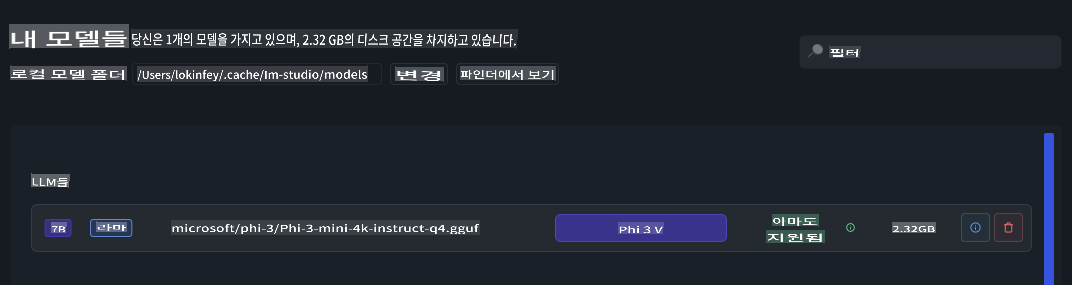 내 모델들 당신은 1개의 모델을 가지고 있으며, 2.32 GB의 디스크 공간을 차지하고 있습니다.
필터
로컬 모델 폴더 /Users/lokinfey/.cache/lm-studio/models 변경 파인더에서 보기
LLM들
7B 라마 microsoft/phi-3/Phi-3-mini-4k-instruct-q4.gguf Phi 3 V 아마도 지원됨 2.32GB